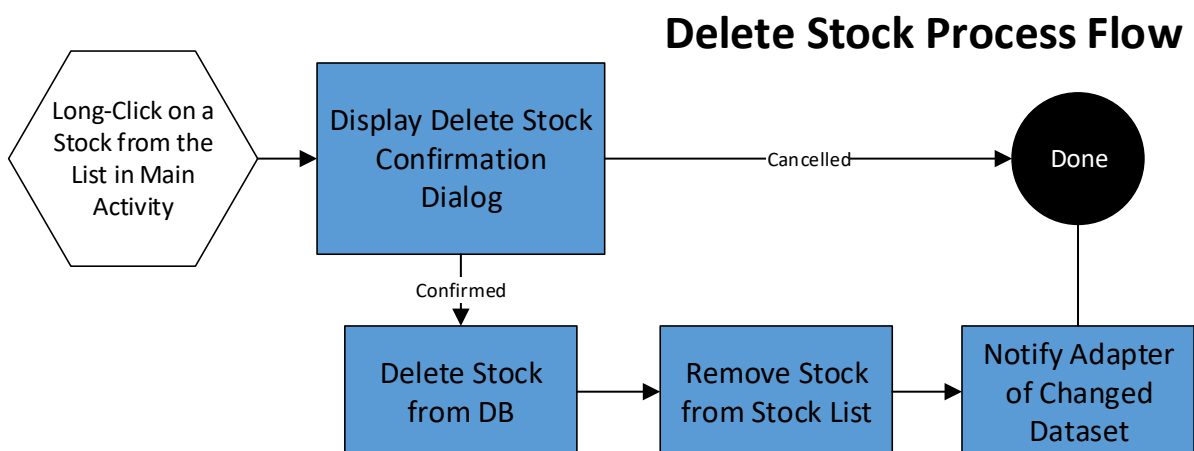 Delete Stock Process Flow
Long-Click on a
Stock from the
List in Main
Activity
Display Delete Stock
Confirmation
Dialog
Cancelled
Done
Confirmed
Delete Stock
from DB
Remove Stock
from Stock List
Notify Adapter
of Changed
Dataset